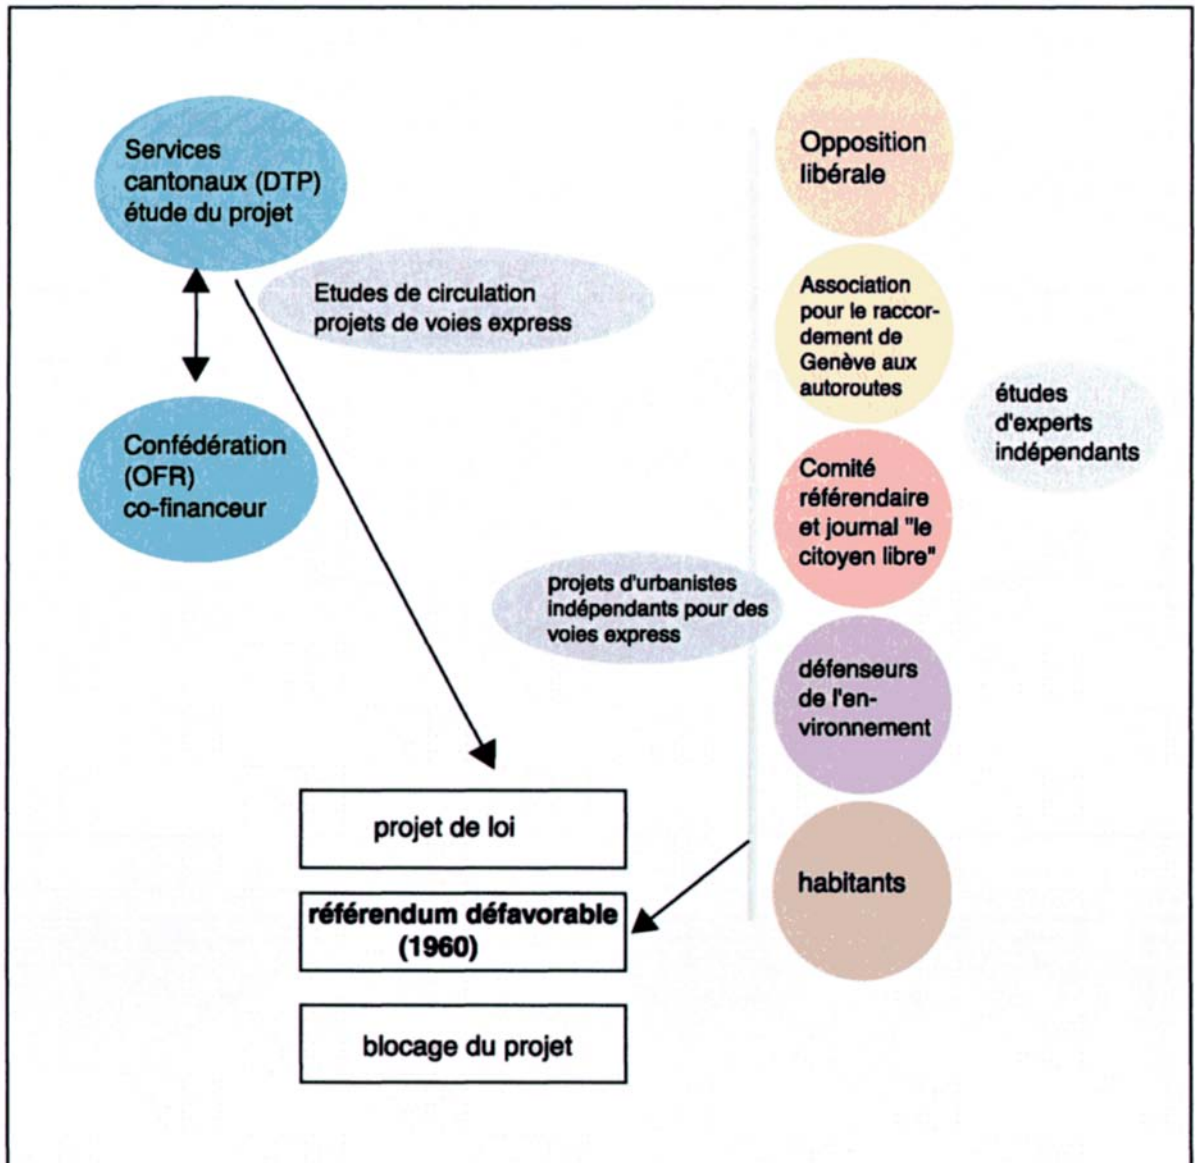 Services
cantonaux (DTP)
étude du projet
Etudes de circulation
projets de voies express
Confédération
(OFR)
co-financeur
Opposition
libérale
Association
pour le raccor-
dement de
Genève aux
autoroutes
études
d'experts
indépendants
Comité
référendaire
et journal "le
citoyen libre"
projets d'urbanistes
indépendants pour des
voies express
défenseurs
de l'en-
vironnement
habitants
projet de loi
référendum défavorable
(1960)
blocage du projet